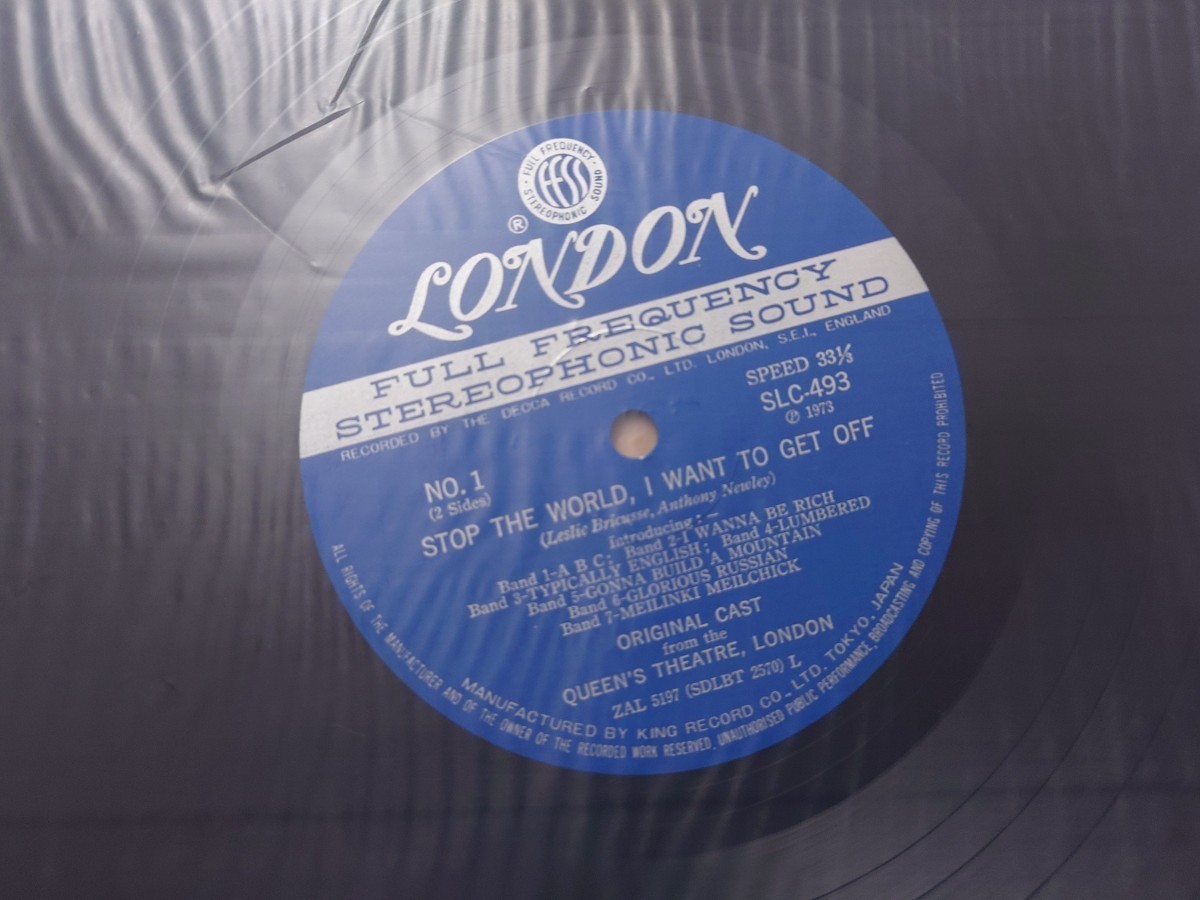 FULL FREQUENCY
ffss
STEREOPHONIC SOUND
®
LONDON
FULL FREQUENCY
STEREOPHONIC SOUND
RECORDED BY THE DECCA RECORD CO., LTD. LONDON, S.E.I., ENGLAND
SPEED 33⅓
SLC-493
℗ 1973
NO. 1
(2 Sides)
STOP THE WORLD, I WANT TO GET OFF
(Leslie Bricusse, Anthony Newley)
Introducing:—
Band 1-A B C; Band 2-I WANNA BE RICH
Band 3-TYPICALLY ENGLISH; Band 4-LUMBERED
Band 5-GONNA BUILD A MOUNTAIN
Band 6-GLORIOUS RUSSIAN
Band 7-MEILINKI MEILCHICK
ORIGINAL CAST
from the
QUEEN'S THEATRE, LONDON
ZAL 5197 (SDLBT 2570) L
MANUFACTURED BY KING RECORD CO., LTD. TOKYO, JAPAN
ALL RIGHTS OF THE MANUFACTURER AND OF THE OWNER OF THE RECORDED WORK RESERVED. UNAUTHORISED PUBLIC PERFORMANCE, BROADCASTING AND COPYING OF THIS RECORD PROHIBITED